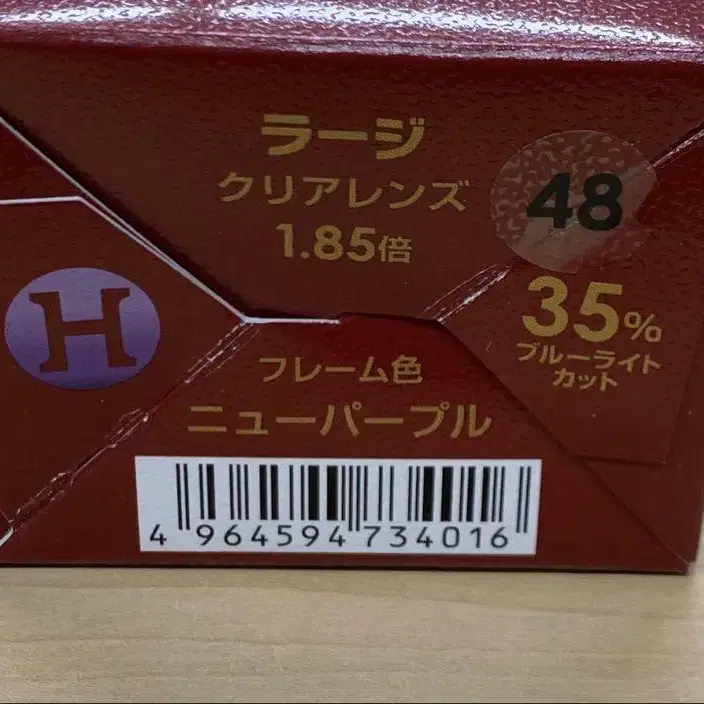 ラージ
クリアレンズ
1.85倍
48
35%
ブルーライト
カット
H
フレーム色
ニューパープル
4 964594 734016